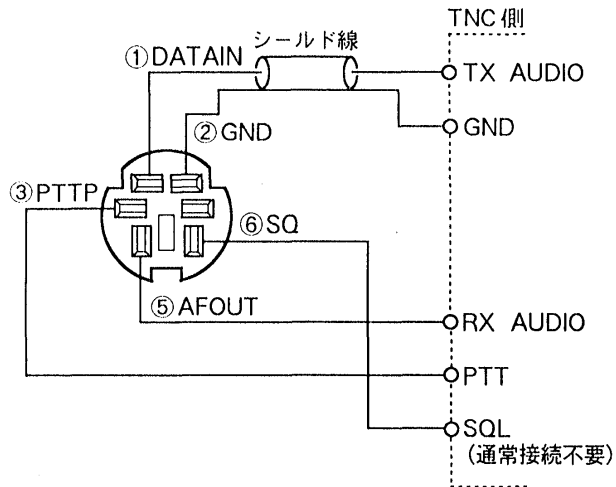 TNC側
シールド線
①DATAIN
TX AUDIO
②GND
GND
③PTTP
⑥SQ
⑤AFOUT
RX AUDIO
PTT
SQL
(通常接続不要)